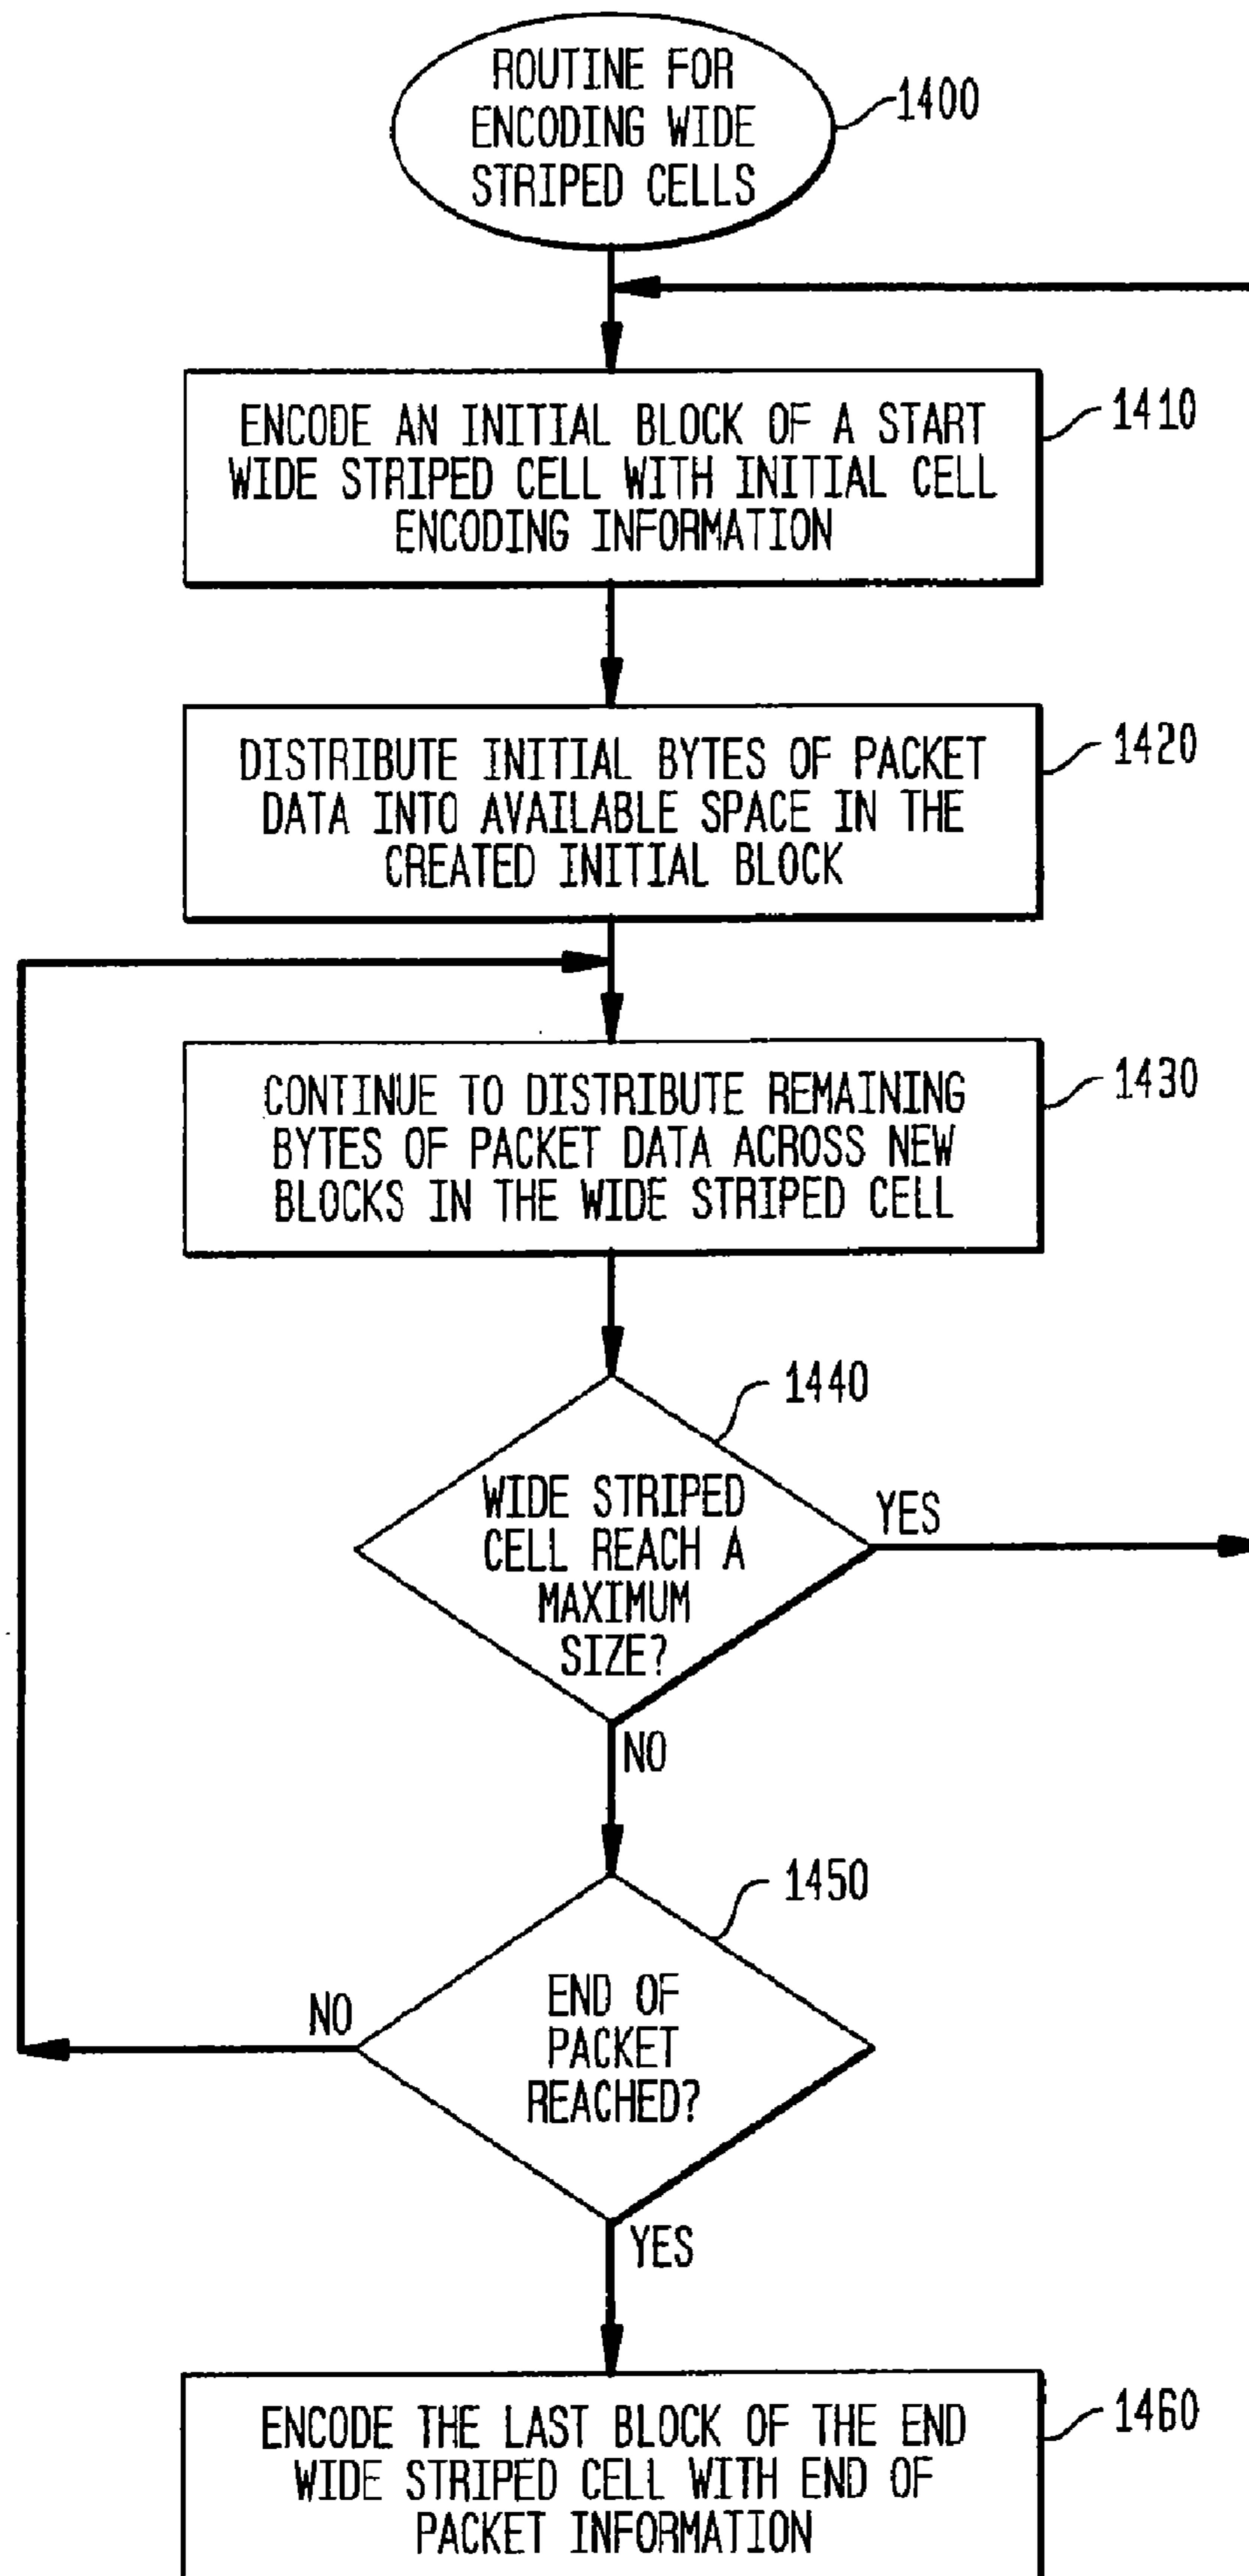 ROUTINE FOR
ENCODING WIDE
STRIPED CELLS
1400
ENCODE AN INITIAL BLOCK OF A START
WIDE STRIPED CELL WITH INITIAL CELL
ENCODING INFORMATION
1410
DISTRIBUTE INITIAL BYTES OF PACKET
DATA INTO AVAILABLE SPACE IN THE
CREATED INITIAL BLOCK
1420
CONTINUE TO DISTRIBUTE REMAINING
BYTES OF PACKET DATA ACROSS NEW
BLOCKS IN THE WIDE STRIPED CELL
1430
1440
WIDE STRIPED
CELL REACH A
MAXIMUM
SIZE?
YES
NO
1450
END OF
PACKET
REACHED?
NO
YES
ENCODE THE LAST BLOCK OF THE END
WIDE STRIPED CELL WITH END OF
PACKET INFORMATION
1460